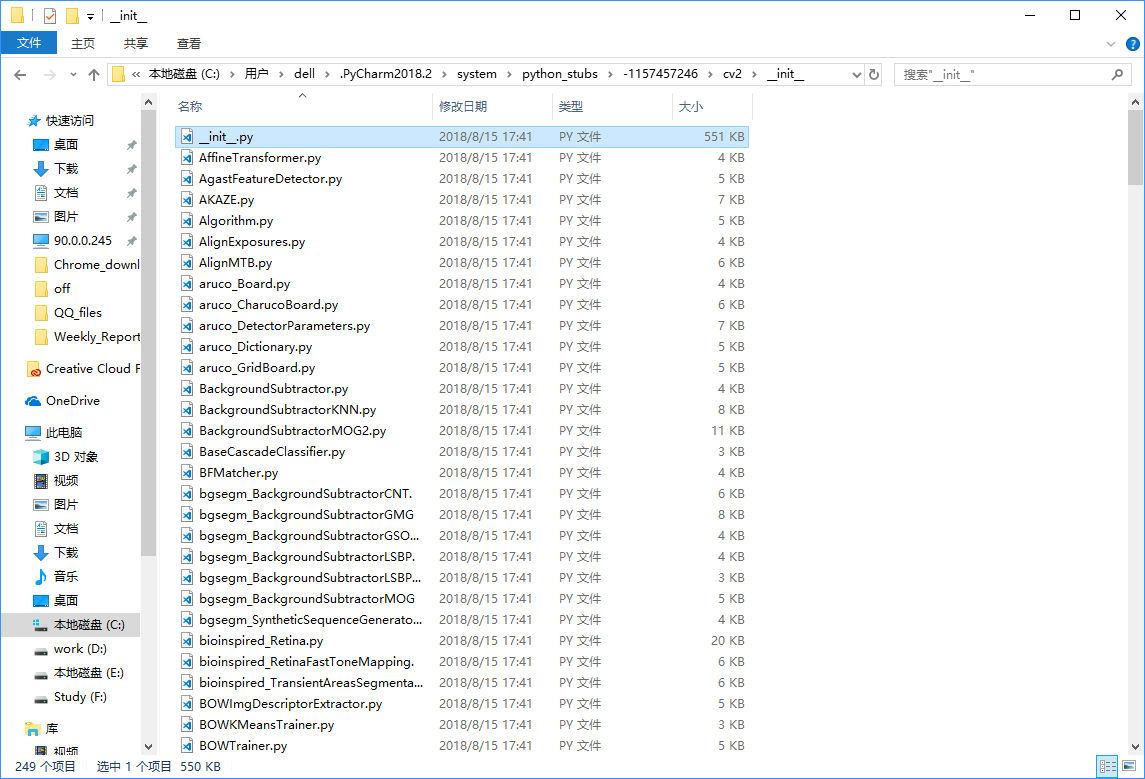 __init__
文件 主页 共享 查看
« 本地磁盘 (C:) › 用户 › dell › .PyCharm2018.2 › system › python_stubs › -1157457246 › cv2 › __init__
搜索"__init__"
快速访问
桌面
下载
文档
图片
90.0.0.245
Chrome_downl
off
QQ_files
Weekly_Report
Creative Cloud F
OneDrive
此电脑
3D 对象
视频
图片
文档
下载
音乐
桌面
本地磁盘 (C:)
work (D:)
本地磁盘 (E:)
Study (F:)
库
视频
名称 修改日期 类型 大小
__init__.py 2018/8/15 17:41 PY 文件 551 KB
AffineTransformer.py 2018/8/15 17:41 PY 文件 4 KB
AgastFeatureDetector.py 2018/8/15 17:41 PY 文件 5 KB
AKAZE.py 2018/8/15 17:41 PY 文件 7 KB
Algorithm.py 2018/8/15 17:41 PY 文件 5 KB
AlignExposures.py 2018/8/15 17:41 PY 文件 4 KB
AlignMTB.py 2018/8/15 17:41 PY 文件 6 KB
aruco_Board.py 2018/8/15 17:41 PY 文件 4 KB
aruco_CharucoBoard.py 2018/8/15 17:41 PY 文件 6 KB
aruco_DetectorParameters.py 2018/8/15 17:41 PY 文件 7 KB
aruco_Dictionary.py 2018/8/15 17:41 PY 文件 5 KB
aruco_GridBoard.py 2018/8/15 17:41 PY 文件 5 KB
BackgroundSubtractor.py 2018/8/15 17:41 PY 文件 4 KB
BackgroundSubtractorKNN.py 2018/8/15 17:41 PY 文件 8 KB
BackgroundSubtractorMOG2.py 2018/8/15 17:41 PY 文件 11 KB
BaseCascadeClassifier.py 2018/8/15 17:41 PY 文件 3 KB
BFMatcher.py 2018/8/15 17:41 PY 文件 4 KB
bgsegm_BackgroundSubtractorCNT. 2018/8/15 17:41 PY 文件 6 KB
bgsegm_BackgroundSubtractorGMG 2018/8/15 17:41 PY 文件 8 KB
bgsegm_BackgroundSubtractorGSO... 2018/8/15 17:41 PY 文件 4 KB
bgsegm_BackgroundSubtractorLSBP. 2018/8/15 17:41 PY 文件 4 KB
bgsegm_BackgroundSubtractorLSBP... 2018/8/15 17:41 PY 文件 3 KB
bgsegm_BackgroundSubtractorMOG 2018/8/15 17:41 PY 文件 5 KB
bgsegm_SyntheticSequenceGenerato... 2018/8/15 17:41 PY 文件 4 KB
bioinspired_Retina.py 2018/8/15 17:41 PY 文件 20 KB
bioinspired_RetinaFastToneMapping. 2018/8/15 17:41 PY 文件 6 KB
bioinspired_TransientAreasSegmenta... 2018/8/15 17:41 PY 文件 6 KB
BOWImgDescriptorExtractor.py 2018/8/15 17:41 PY 文件 5 KB
BOWKMeansTrainer.py 2018/8/15 17:41 PY 文件 3 KB
BOWTrainer.py 2018/8/15 17:41 PY 文件 5 KB
249 个项目 选中 1 个项目 550 KB